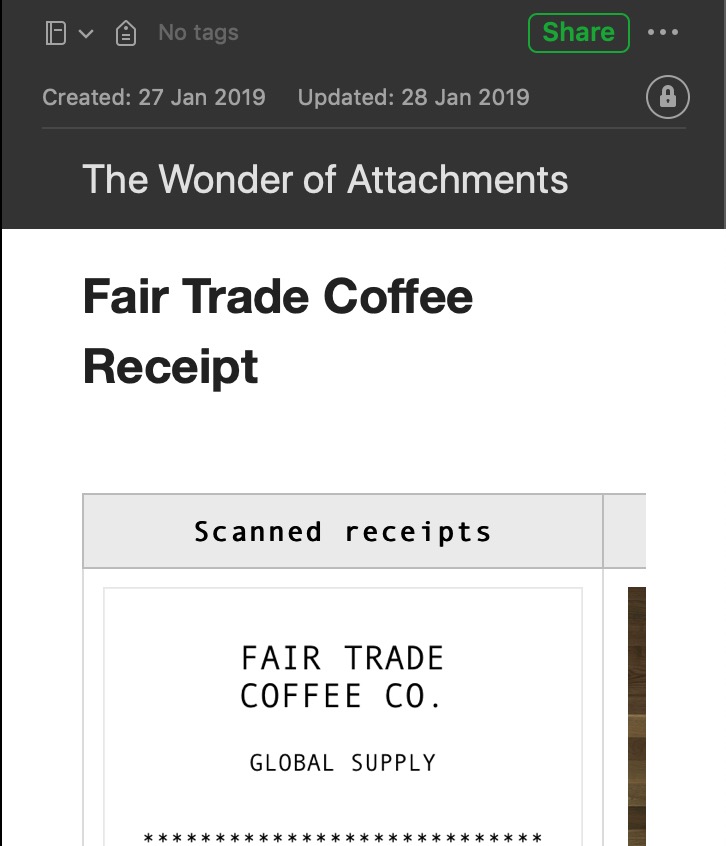 No tags
Share
Created: 27 Jan 2019 Updated: 28 Jan 2019
The Wonder of Attachments
Fair Trade Coffee
Receipt
Scanned receipts
FAIR TRADE
COFFEE CO.
GLOBAL SUPPLY
****************************